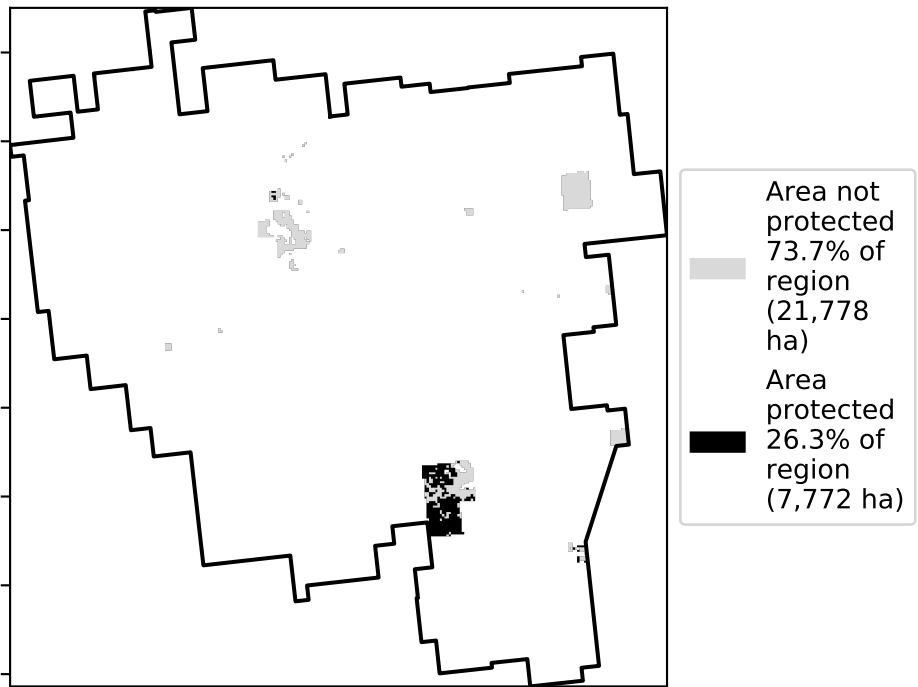 Area not
protected
73.7% of
region
(21,778
ha)
Area
protected
26.3% of
region
(7,772 ha)